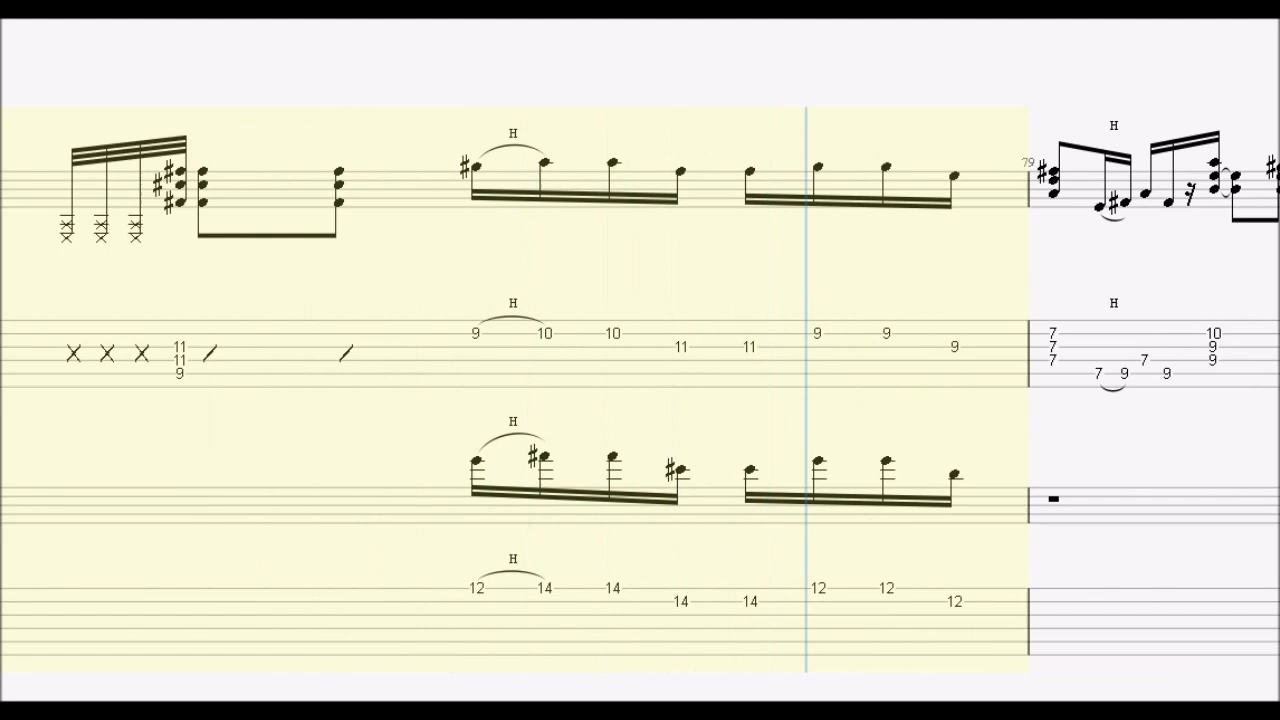 H H
79
H H
9 10 10 9 9 7 10
11 11 11 9 7 9
11 7 7 9
9 7 9 9
H
H
12 14 14 12 12
14 14 12